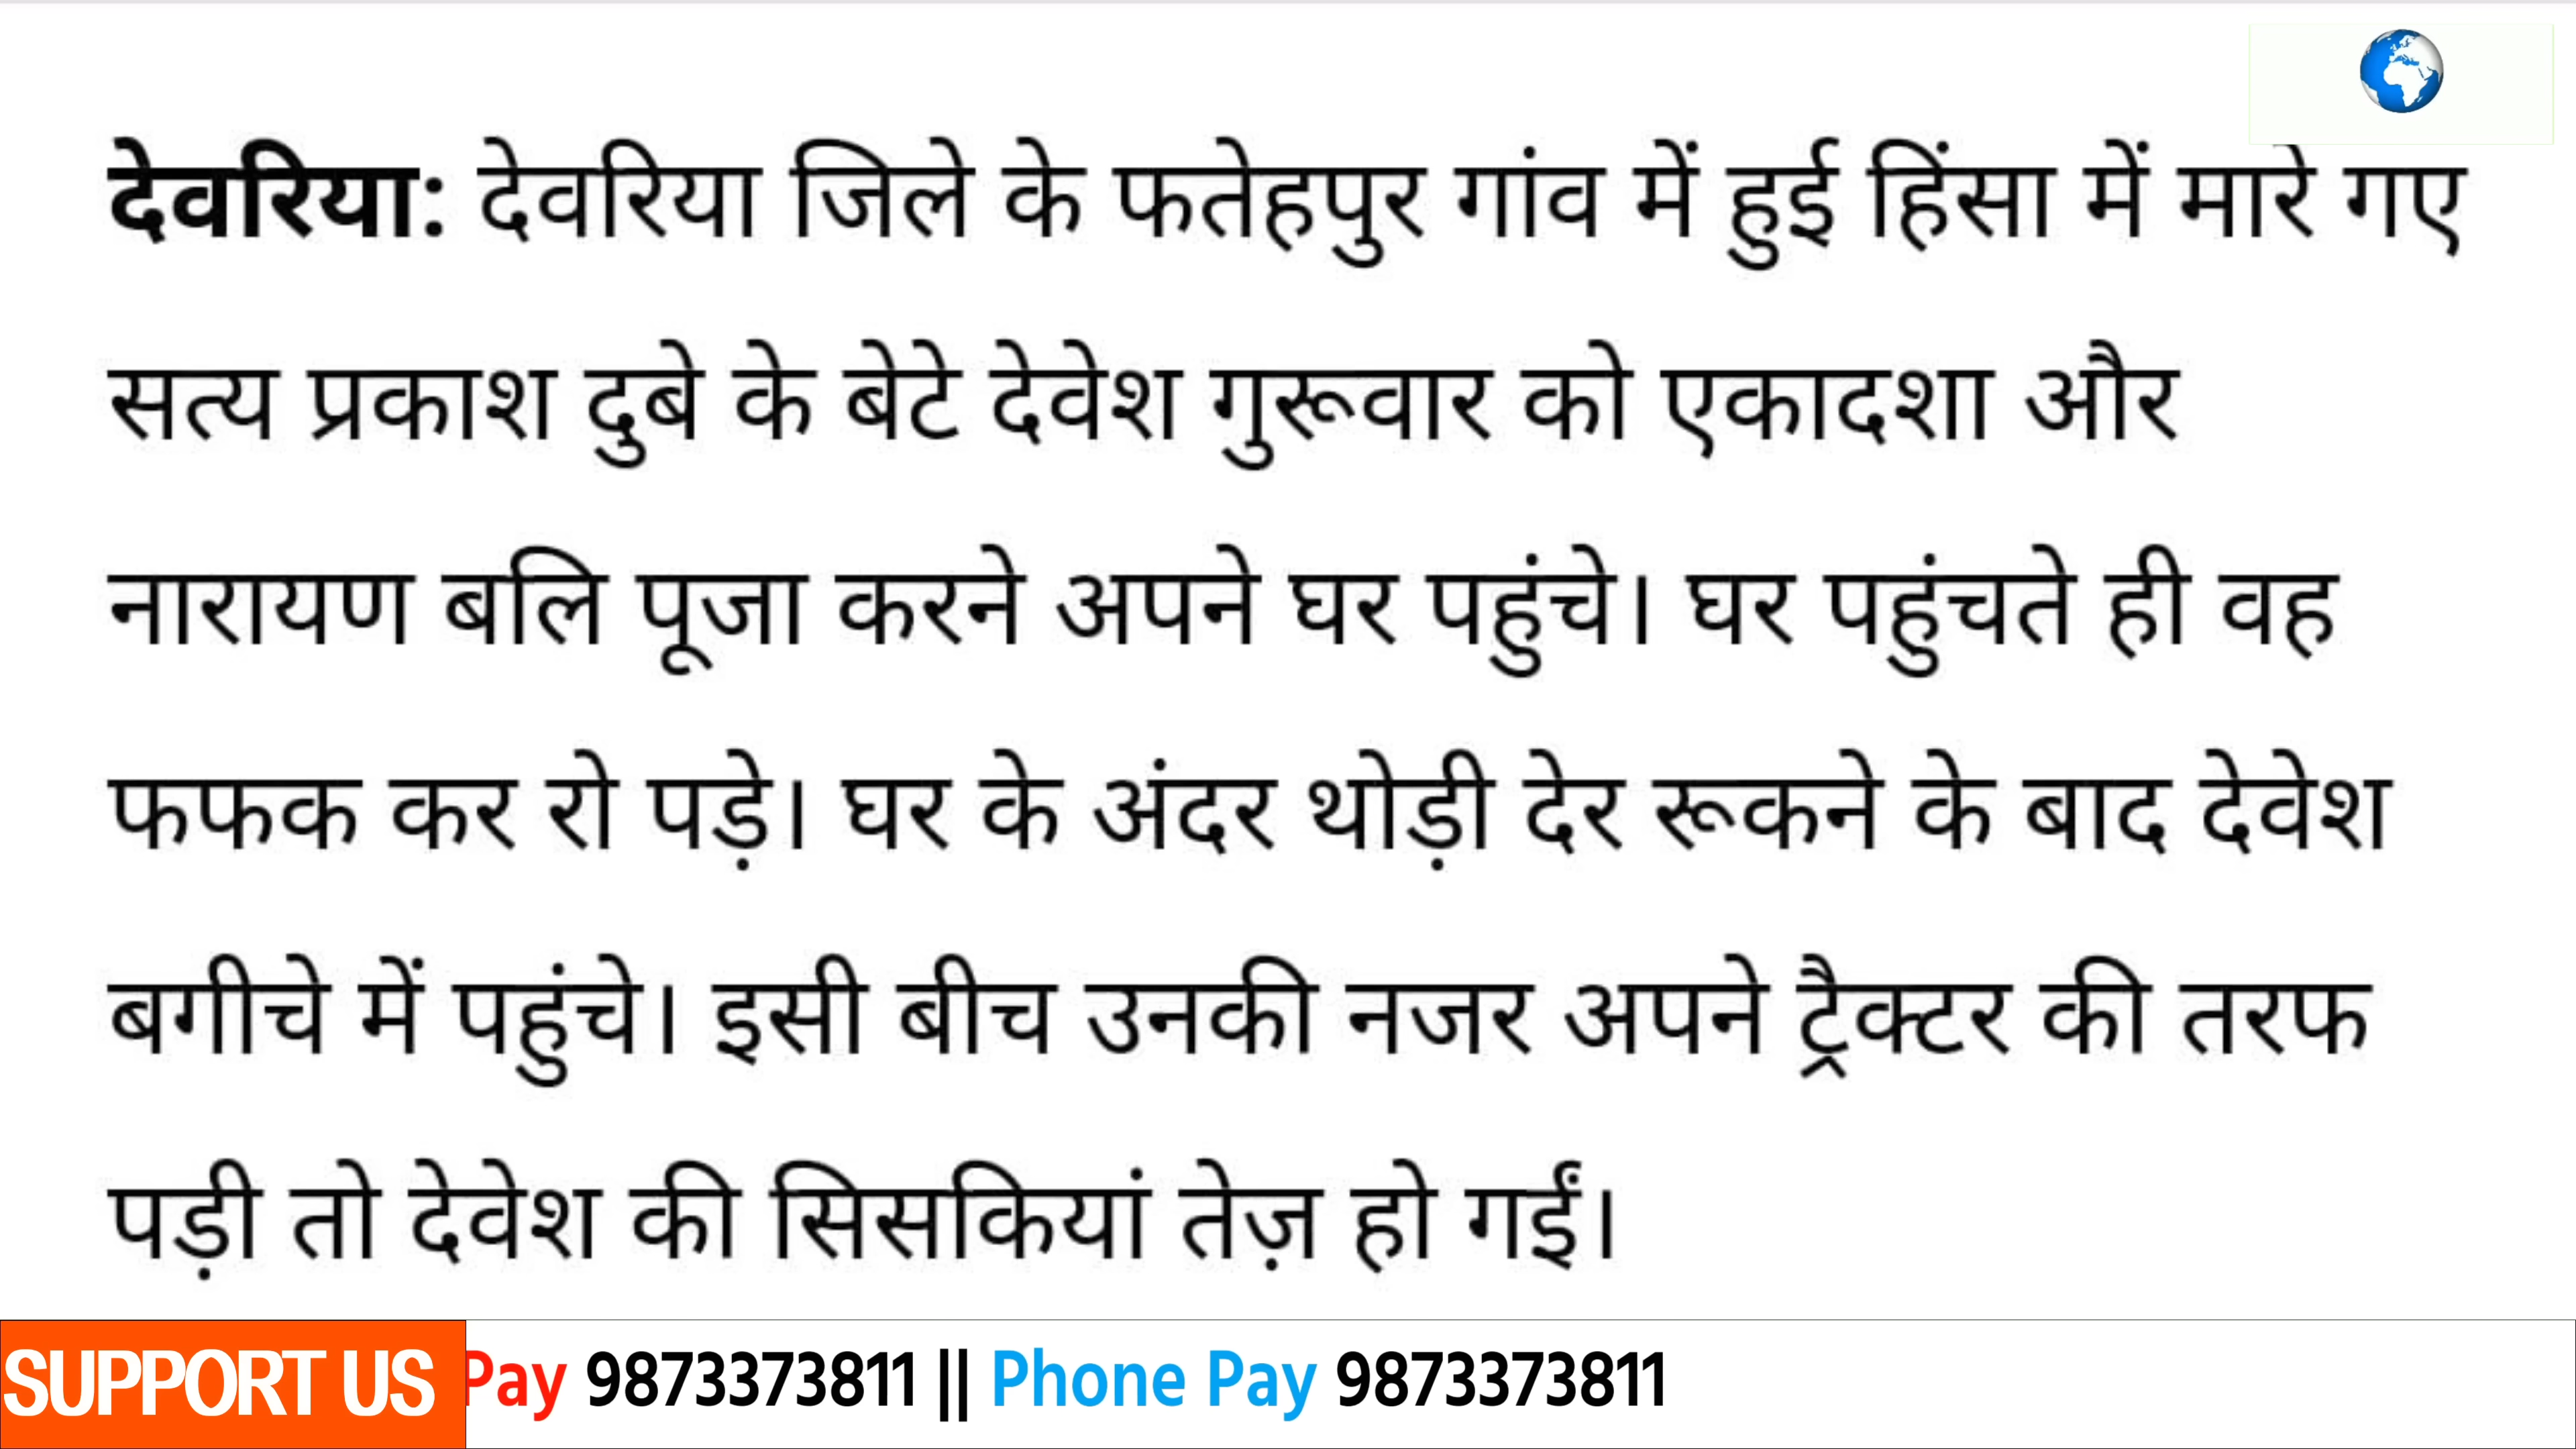 देवरिया: देवरिया जिले के फतेहपुर गांव में हुई हिंसा में मारे गए
सत्य प्रकाश दुबे के बेटे देवेश गुरूवार को एकादशा और
नारायण बलि पूजा करने अपने घर पहुंचे। घर पहुंचते ही वह
फफक कर रो पड़े। घर के अंदर थोड़ी देर रूकने के बाद देवेश
बगीचे में पहुंचे। इसी बीच उनकी नजर अपने ट्रैक्टर की तरफ
पड़ी तो देवेश की सिसकियां तेज़ हो गईं।
SUPPORT US Pay 9873373811 || Phone Pay 9873373811